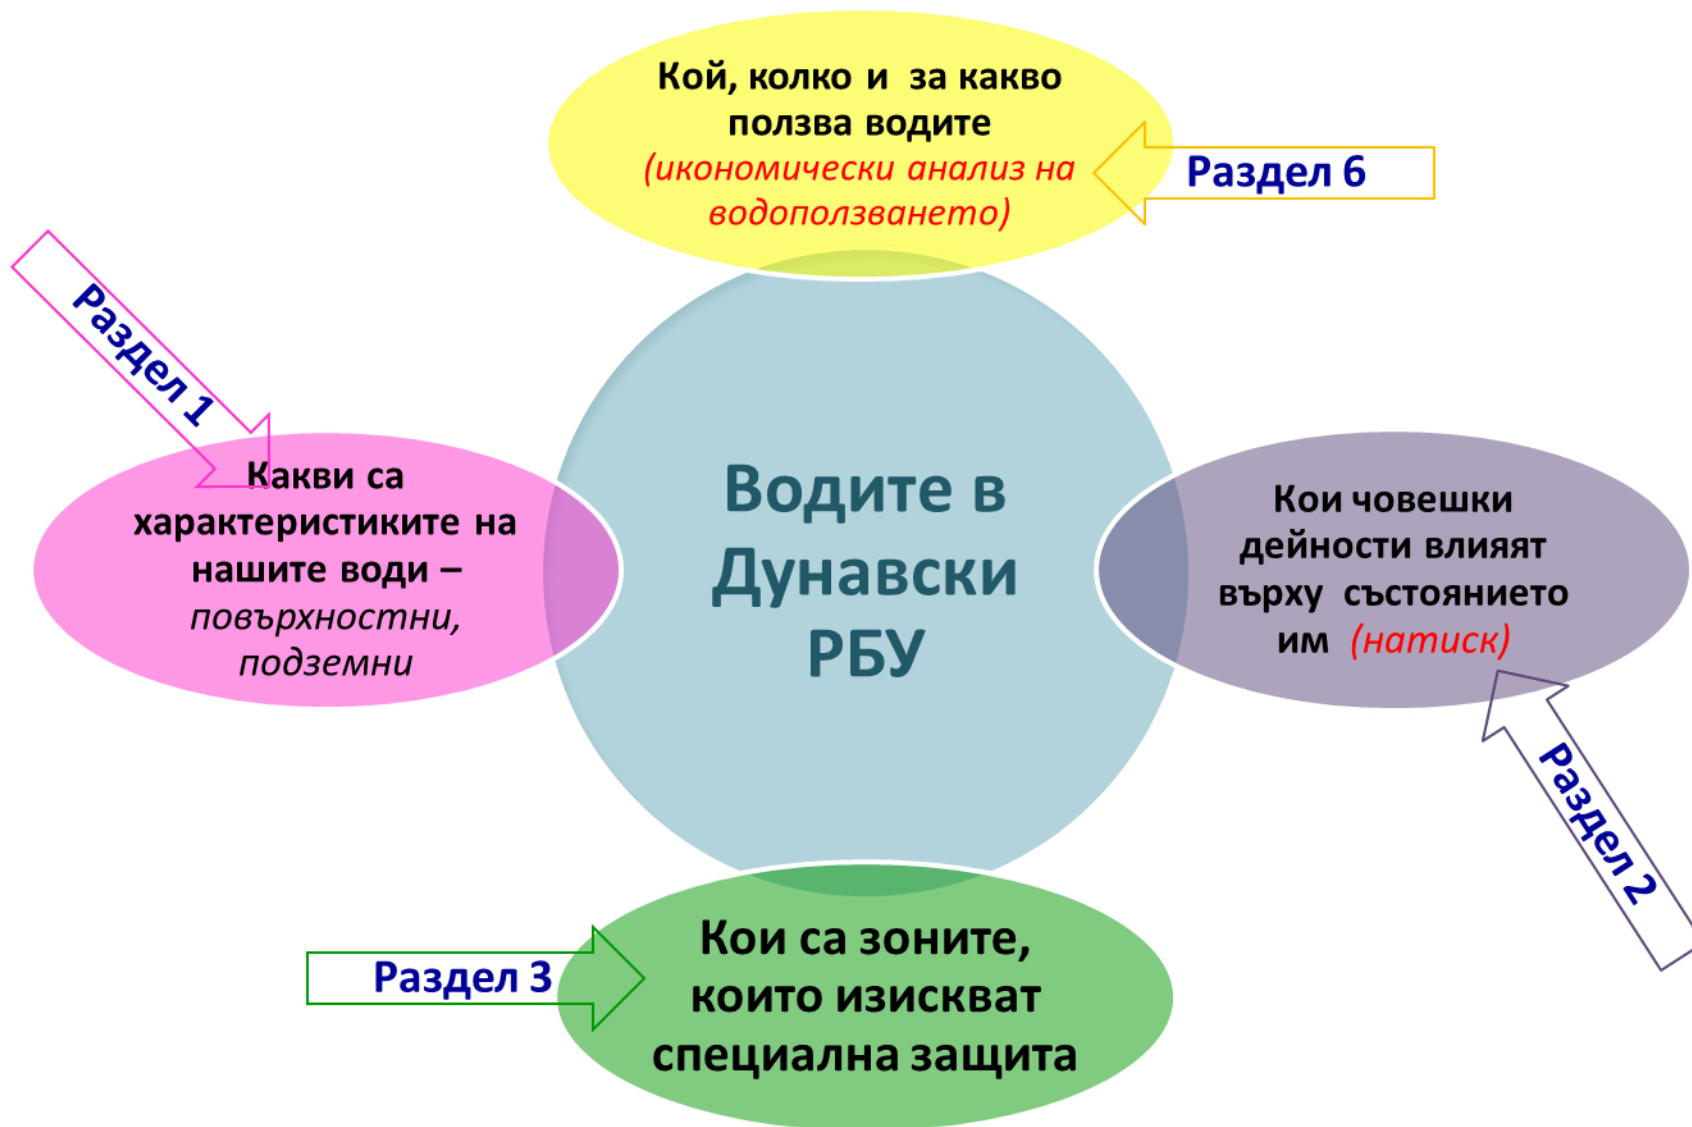 Кой, колко и за какво
ползва водите
(икономически анализ на
водоползването)
Раздел 6
Раздел 1
Какви са
характеристиките на
нашите води –
повърхностни,
подземни
Водите в
Дунавски
РБУ
Кои човешки
дейности влияят
върху състоянието
им (натиск)
Раздел 2
Раздел 3
Кои са зоните,
които изискват
специална защита